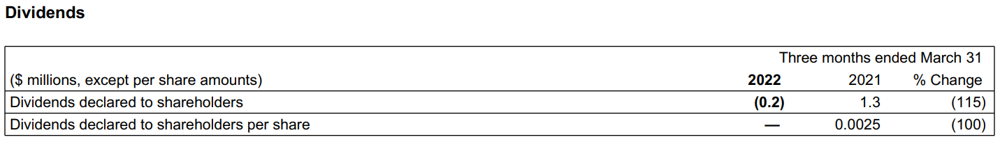 Dividends
Three months ended March 31
($ millions, except per share amounts) 2022 2021 % Change
Dividends declared to shareholders (0.2) 1.3 (115)
Dividends declared to shareholders per share — 0.0025 (100)